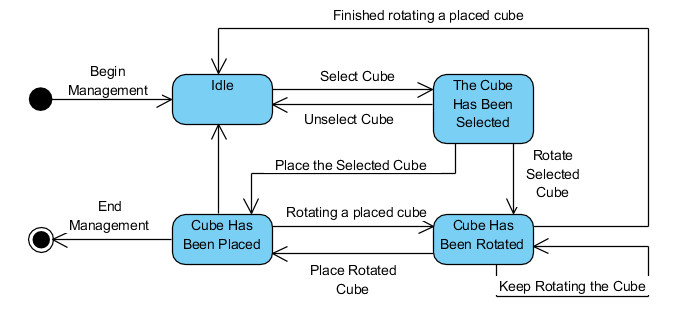 Finished rotating a placed cube
Begin
Management
Idle
Select Cube
Unselect Cube
The Cube
Has Been
Selected
Place the Selected Cube
Rotate
Selected
Cube
End
Management
Cube Has
Been Placed
Rotating a placed cube
Cube Has
Been Rotated
Place Rotated
Cube
Keep Rotating the Cube